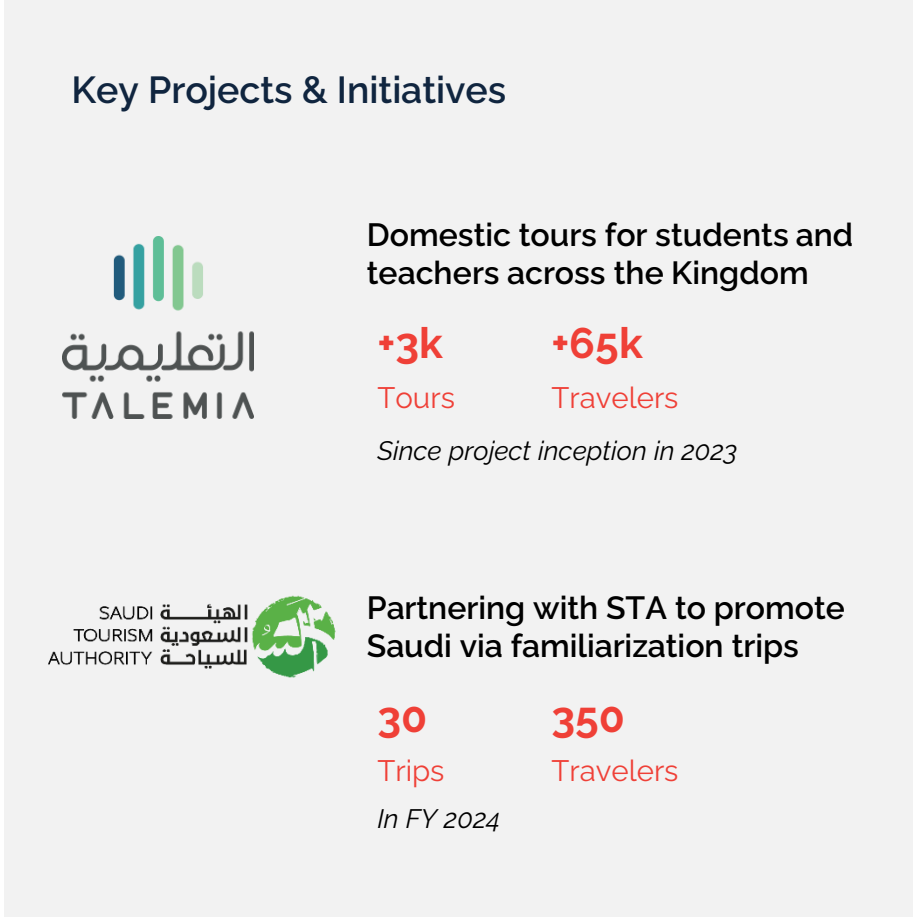 Key Projects & Initiatives
Domestic tours for students and
teachers across the Kingdom
التعليمية
TALEMIA
+3k
+65k
Tours
Travelers
Since project inception in 2023
SAUDI الهيئــــة
TOURISM السعودية
AUTHORITY للسياحــة
Partnering with STA to promote
Saudi via familiarization trips
30
350
Trips
Travelers
In FY 2024